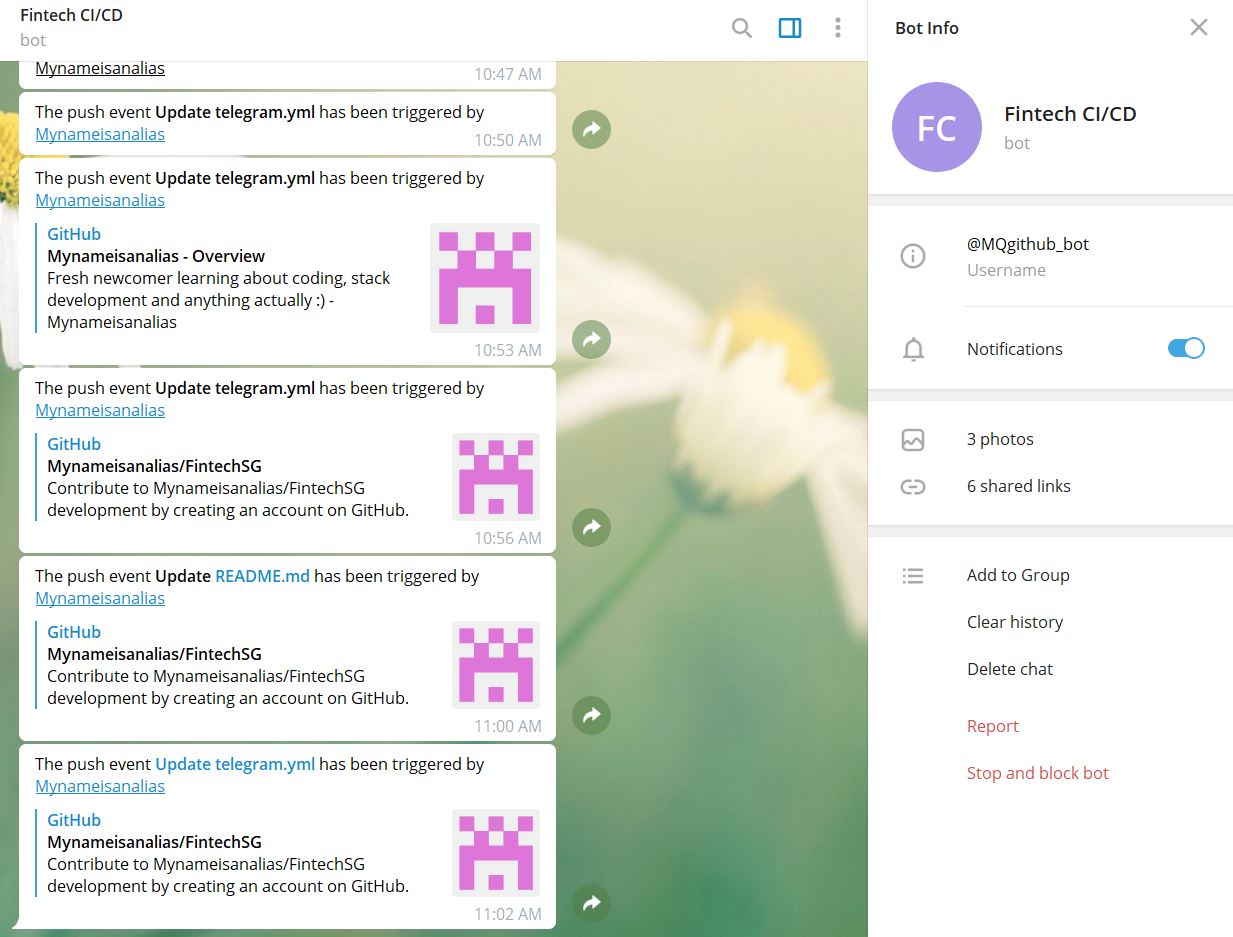 Fintech CI/CD
bot
Mynameisanalias
10:47 AM
The push event Update telegram.yml has been triggered by
Mynameisanalias
10:50 AM
The push event Update telegram.yml has been triggered by
Mynameisanalias
GitHub
Mynameisanalias - Overview
Fresh newcomer learning about coding, stack
development and anything actually :) -
Mynameisanalias
10:53 AM
The push event Update telegram.yml has been triggered by
Mynameisanalias
GitHub
Mynameisanalias/FintechSG
Contribute to Mynameisanalias/FintechSG
development by creating an account on GitHub.
10:56 AM
The push event Update README.md has been triggered by
Mynameisanalias
GitHub
Mynameisanalias/FintechSG
Contribute to Mynameisanalias/FintechSG
development by creating an account on GitHub.
11:00 AM
The push event Update telegram.yml has been triggered by
Mynameisanalias
GitHub
Mynameisanalias/FintechSG
Contribute to Mynameisanalias/FintechSG
development by creating an account on GitHub.
11:02 AM
Bot Info
FC
Fintech CI/CD
bot
@MQgithub_bot
Username
Notifications
3 photos
6 shared links
Add to Group
Clear history
Delete chat
Report
Stop and block bot